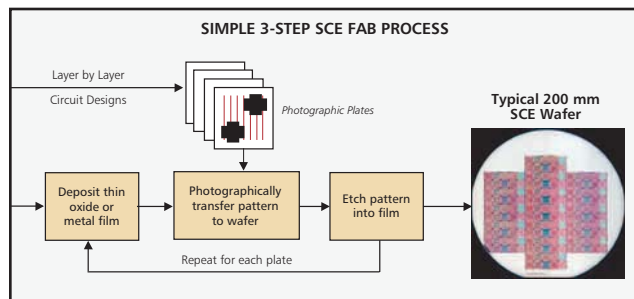 SIMPLE 3-STEP SCE FAB PROCESS
Layer by Layer
Circuit Designs
Photographic Plates
Typical 200 mm
SCE Wafer
Deposit thin
oxide or
metal film
Photographically
transfer pattern
to wafer
Etch pattern
into film
Repeat for each plate